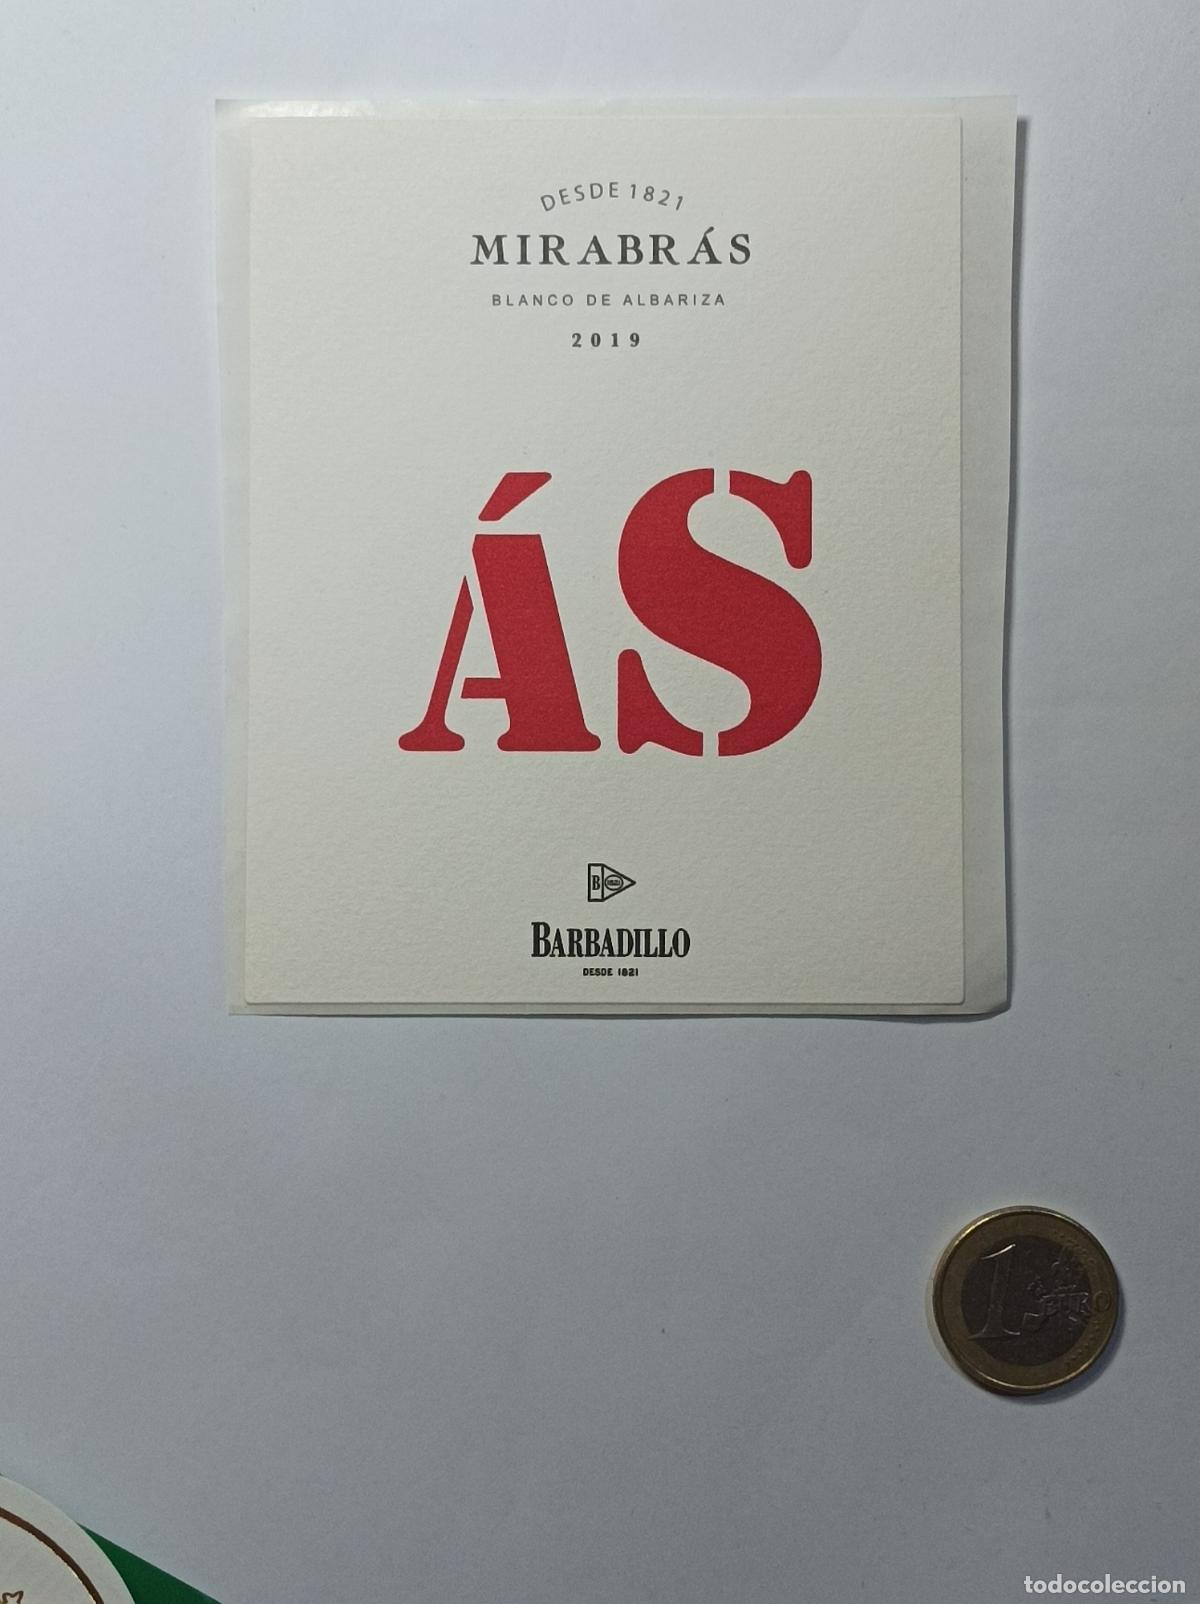 DESDE 1821
MIRABRÁS
BLANCO DE ALBARIZA
2019
ÁS
B
BARBADILLO
DESDE 1821
1 EURO
todocoleccion